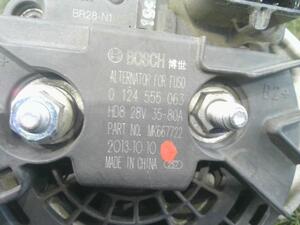 BR28-N1
BOSCH 博世
ALTERNATOR FOR FUSO
0 124 555 063
HD8 28V 35-80A
PART NO. MK667722
2013-10-10
MADE IN CHINA
B2+